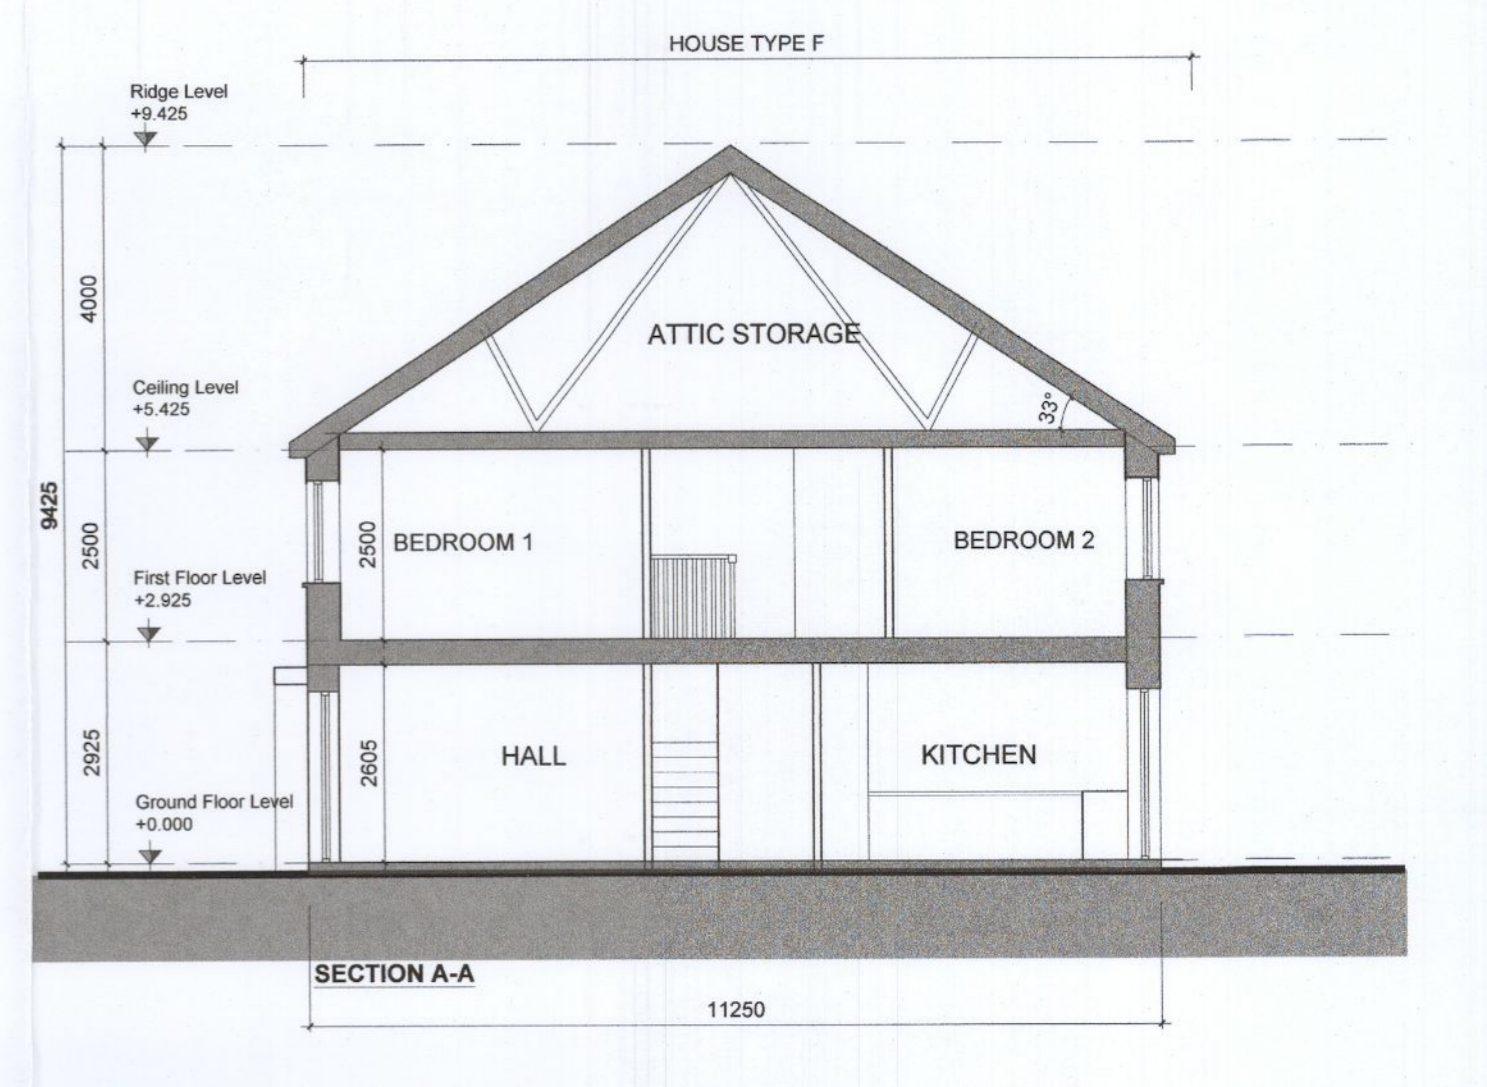 HOUSE TYPE F
Ridge Level
+9.425
4000
ATTIC STORAGE
33°
Ceiling Level
+5.425
9425
2500
2500
BEDROOM 1
BEDROOM 2
First Floor Level
+2.925
2925
2605
HALL
KITCHEN
Ground Floor Level
+0.000
SECTION A-A
11250